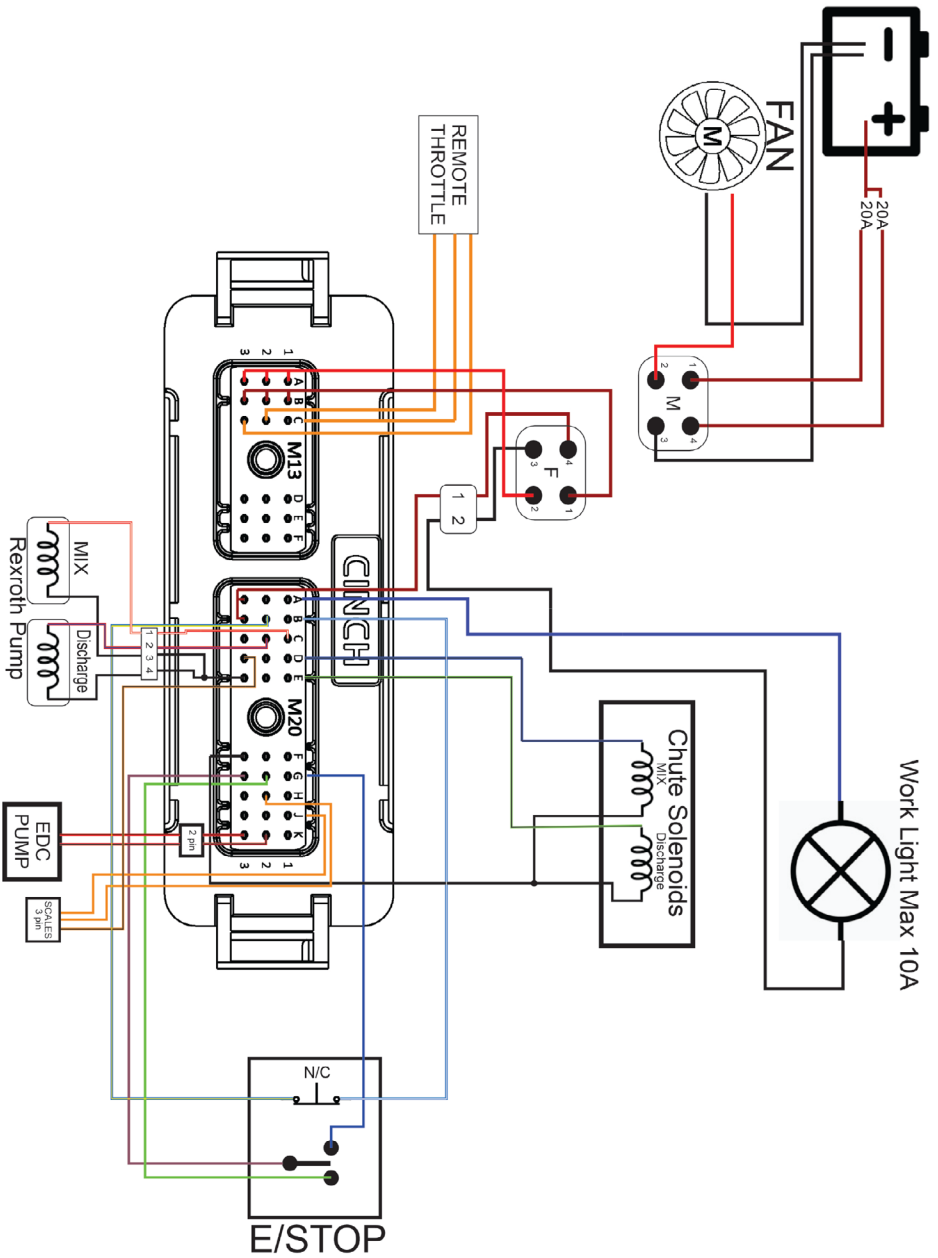 − +
FAN
M
20A
20A
REMOTE
THROTTLE
1
2
M
4
3
4
3
F
1
2
1 2
3 2 1
A
B
C
M13
D
E
F
CINCH
A
B
C
D
E
M20
F
G
H
J
K
3 2 1
MIX
Discharge
Rexroth Pump
1 2 3 4
EDC
PUMP
2 pin
SCALES
3 pin
Chute Solenoids
MIX
Discharge
Work Light Max 10A
N/C
E/STOP